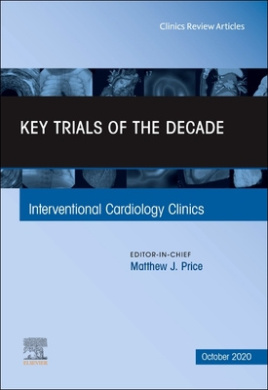 Clinics Review Articles
KEY TRIALS OF THE DECADE
Interventional Cardiology Clinics
EDITOR-IN-CHIEF
Matthew J. Price
ELSEVIER
October 2020